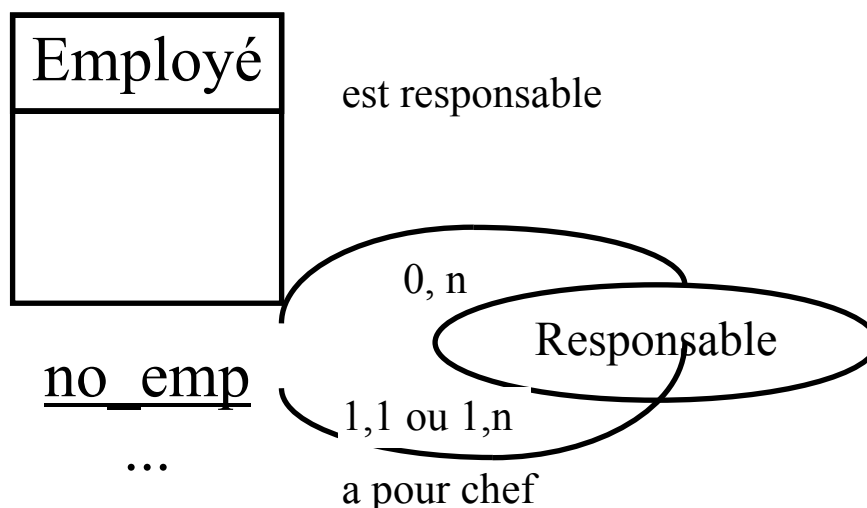 Employé
est responsable
0, n
Responsable
no_emp
1,1 ou 1,n
...
a pour chef